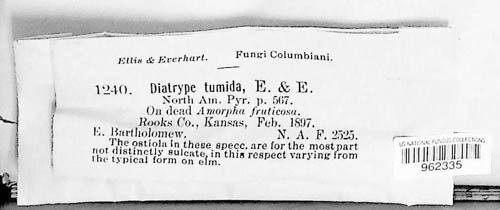 Ellis & Everhart. Fungi Columbiani.
1240. Diatrype tumida, E. & E.
North Am. Pyr. p. 567.
On dead Amorpha fruticosa.
Rooks Co., Kansas, Feb. 1897.
E. Bartholomew. N. A. F. 2525.
The ostiola in these specc. are for the most part
not distinctly sulcate, in this respect varying from
the typical form on elm.
US NATIONAL FUNGUS COLLECTIONS
962335